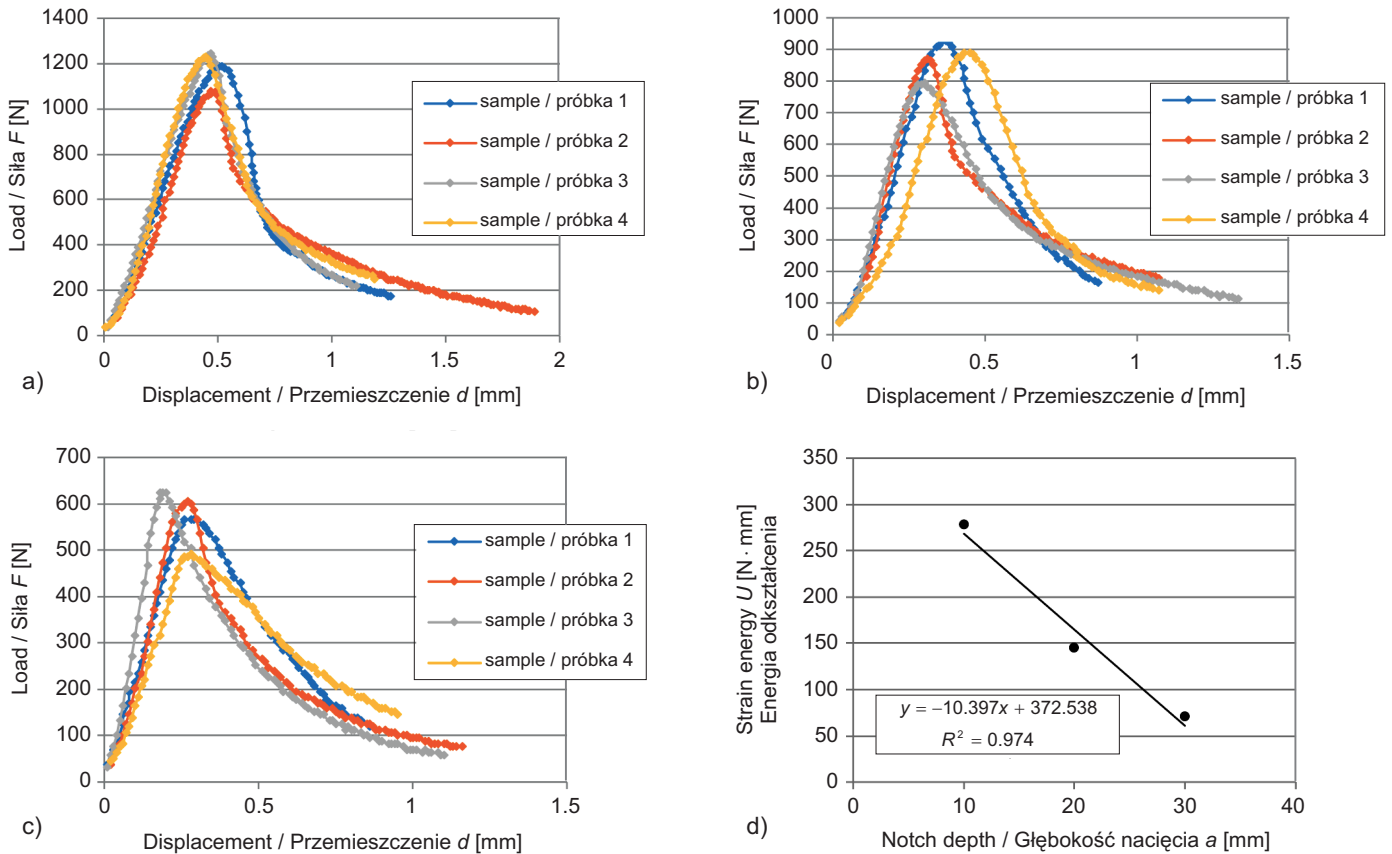 1400
1200
1000
1200
600
400
200
0
Load / Siła F [N]
0
0.5
1
1.5
2
Displacement / Przemieszczenie d [mm]
sample / próbka 1
sample / próbka 2
sample / próbka 3
sample / próbka 4
a)
1000
900
800
700
600
500
400
300
200
100
0
Load / Siła F [N]
0
0.5
1
1.5
Displacement / Przemieszczenie d [mm]
sample / próbka 1
sample / próbka 2
sample / próbka 3
sample / próbka 4
b)
700
600
500
400
300
200
100
0
Load / Siła F [N]
0
0.5
1
1.5
Displacement / Przemieszczenie d [mm]
sample / próbka 1
sample / próbka 2
sample / próbka 3
sample / próbka 4
c)
350
300
250
200
150
100
50
0
Strain energy U [N · mm]
Energia odkształcenia
y = –10.397x + 372.538
R² = 0.974
0
10
20
30
40
Notch depth / Głębokość nacięcia a [mm]
d)